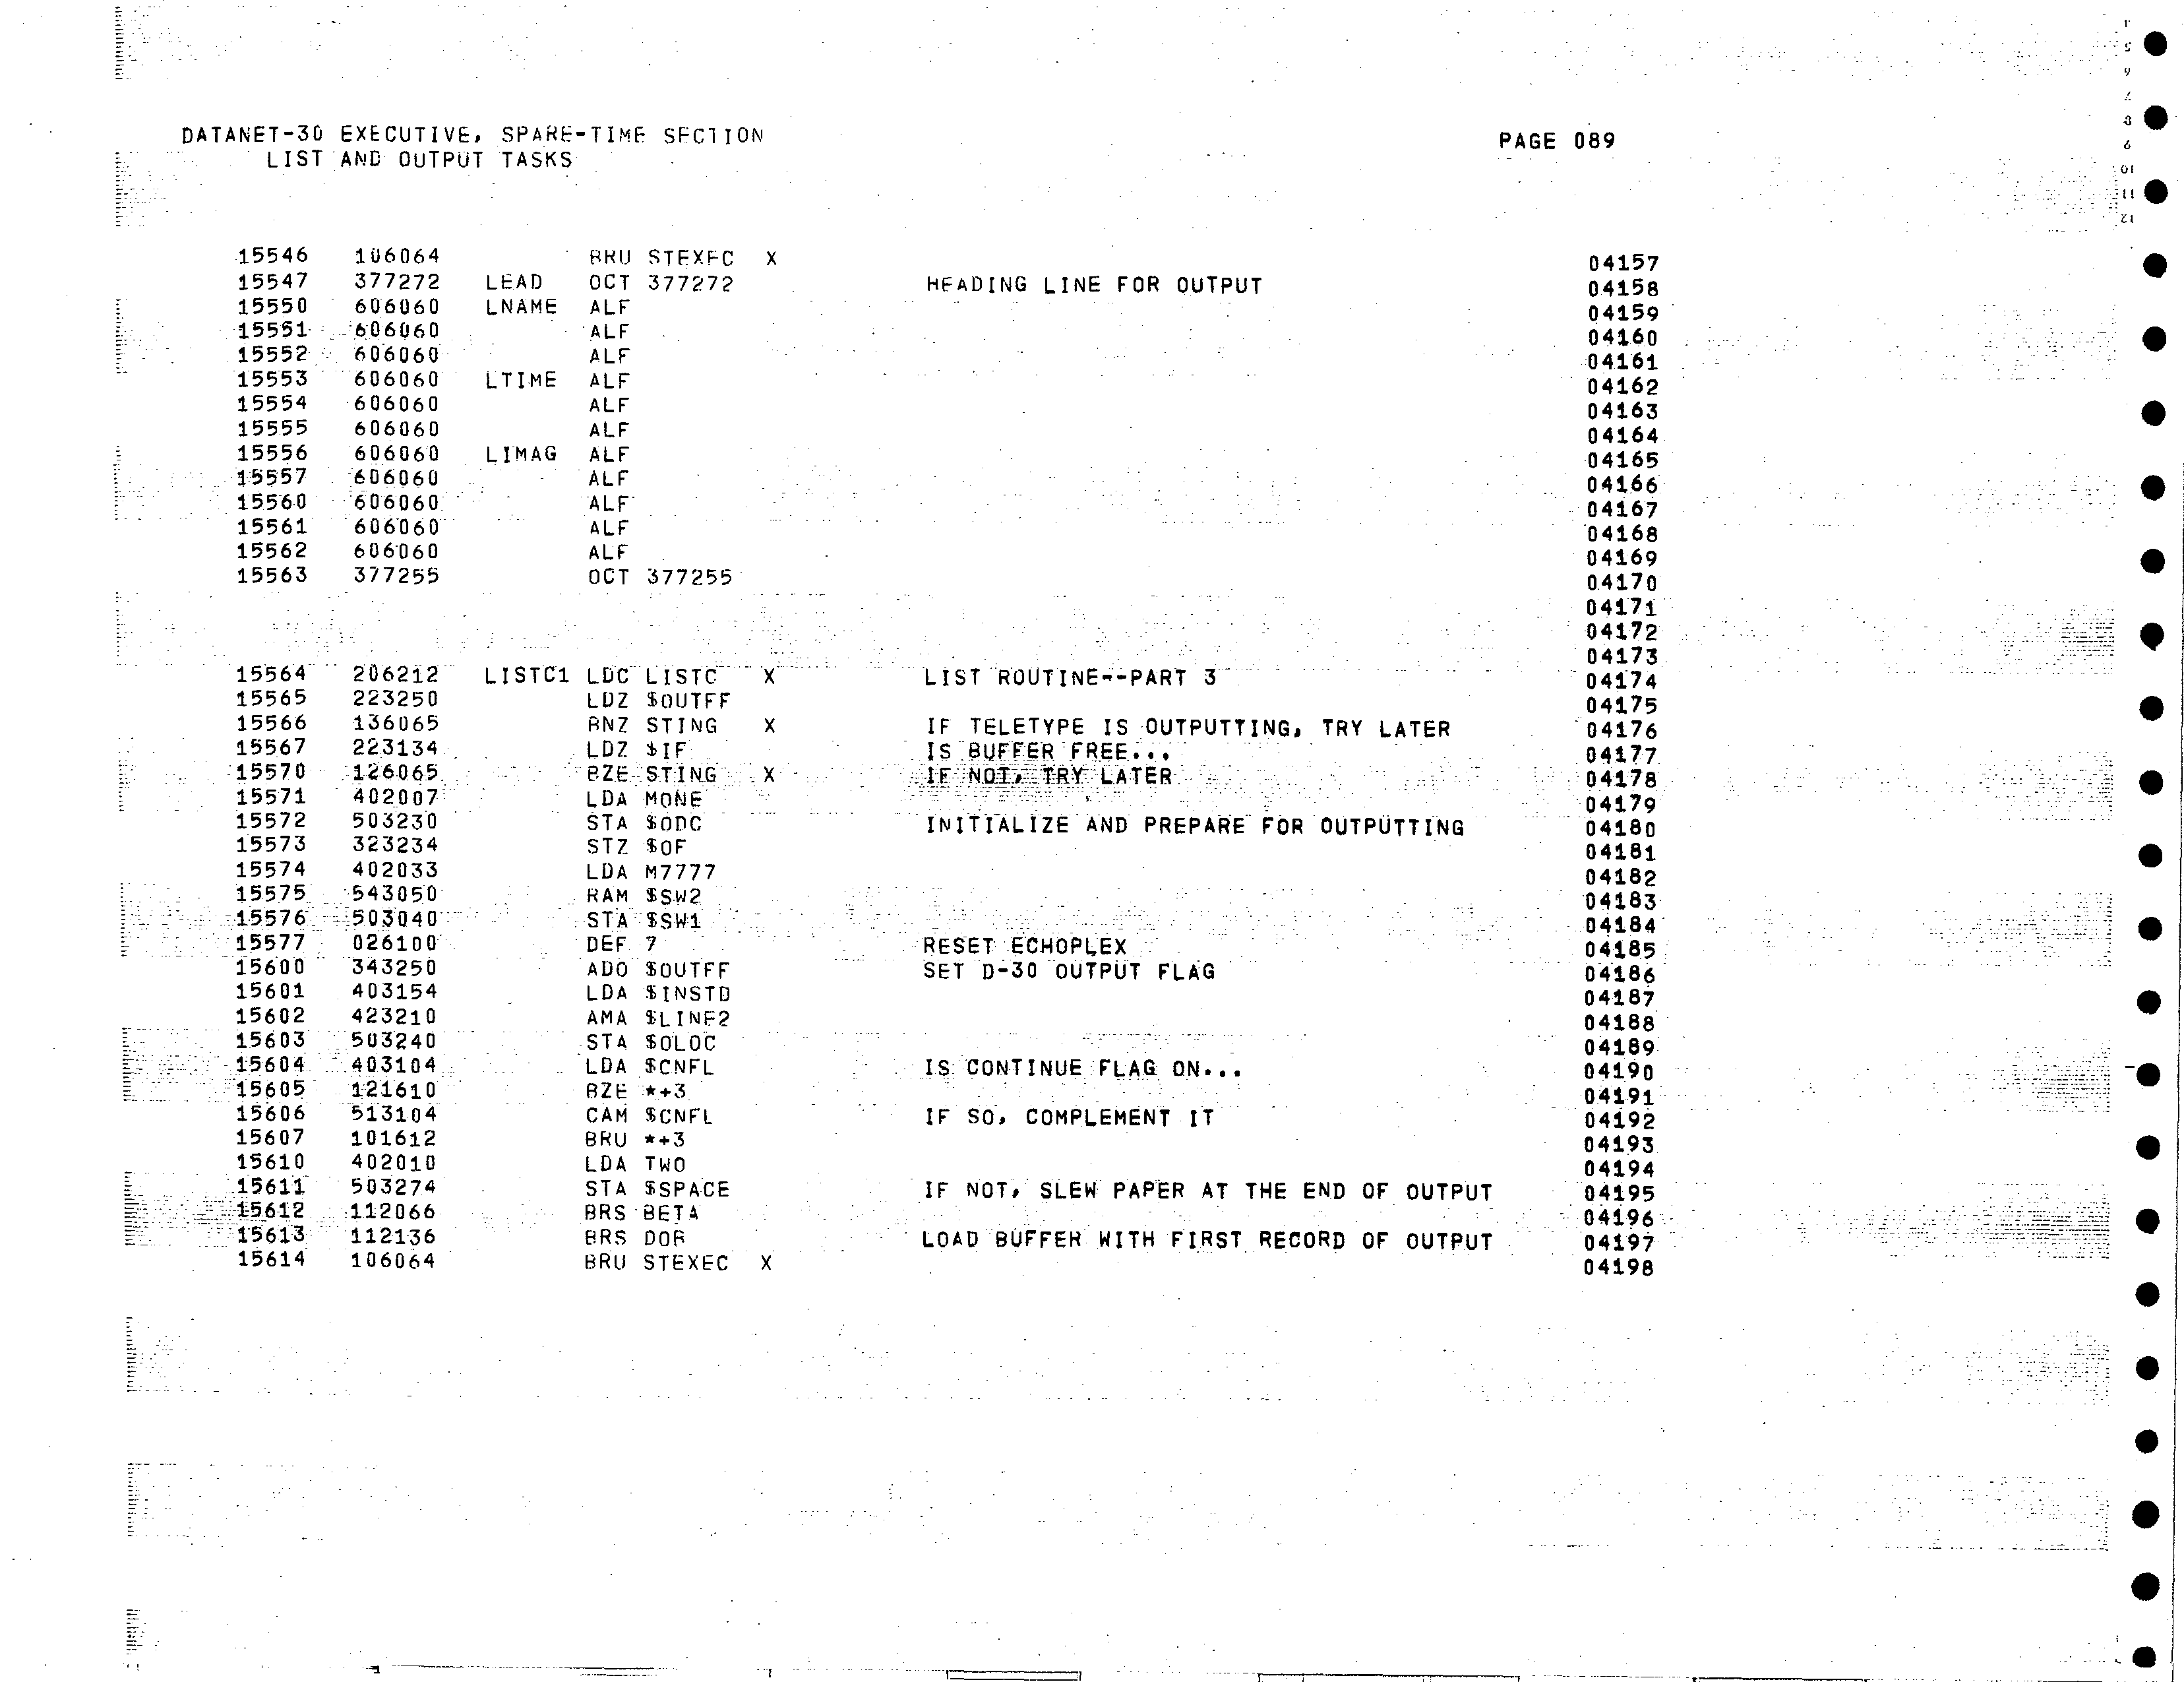 DATANET-30 EXECUTIVE, SPARE-TIME SECTION PAGE 089
LIST AND OUTPUT TASKS
15546 106064 BRU STEXEC X 04157
15547 377272 LEAD OCT 377272 HEADING LINE FOR OUTPUT 04158
15550 606060 LNAME ALF 04159
15551 606060 ALF 04160
15552 606060 ALF 04161
15553 606060 LTIME ALF 04162
15554 606060 ALF 04163
15555 606060 ALF 04164
15556 606060 LIMAG ALF 04165
15557 606060 ALF 04166
15560 606060 ALF 04167
15561 606060 ALF 04168
15562 606060 ALF 04169
15563 377255 OCT 377255 04170
04171
04172
04173
15564 206212 LISTC1 LDC LISTC X LIST ROUTINE--PART 3 04174
15565 223250 LDZ $OUTFF 04175
15566 136065 BNZ STING X IF TELETYPE IS OUTPUTTING, TRY LATER 04176
15567 223134 LDZ $IF IS BUFFER FREE... 04177
15570 126065 BZE STING X IF NOT, TRY LATER 04178
15571 402007 LDA MONE 04179
15572 503230 STA $ODC INITIALIZE AND PREPARE FOR OUTPUTTING 04180
15573 323234 STZ $OF 04181
15574 402033 LDA M7777 04182
15575 543050 RAM $SW2 04183
15576 503040 STA $SW1 04184
15577 026100 DEF 7 RESET ECHOPLEX 04185
15600 343250 ADO $OUTFF SET D-30 OUTPUT FLAG 04186
15601 403154 LDA $INSTD 04187
15602 423210 AMA $LINE2 04188
15603 503240 STA $OLOC 04189
15604 403104 LDA $CNFL IS CONTINUE FLAG ON... 04190
15605 121610 BZE *+3 04191
15606 513104 CAM $CNFL IF SO, COMPLEMENT IT 04192
15607 101612 BRU *+3 04193
15610 402010 LDA TWO 04194
15611 503274 STA $SPACE IF NOT, SLEW PAPER AT THE END OF OUTPUT 04195
15612 112066 BRS BETA 04196
15613 112136 BRS DOR LOAD BUFFER WITH FIRST RECORD OF OUTPUT 04197
15614 106064 BRU STEXEC X 04198